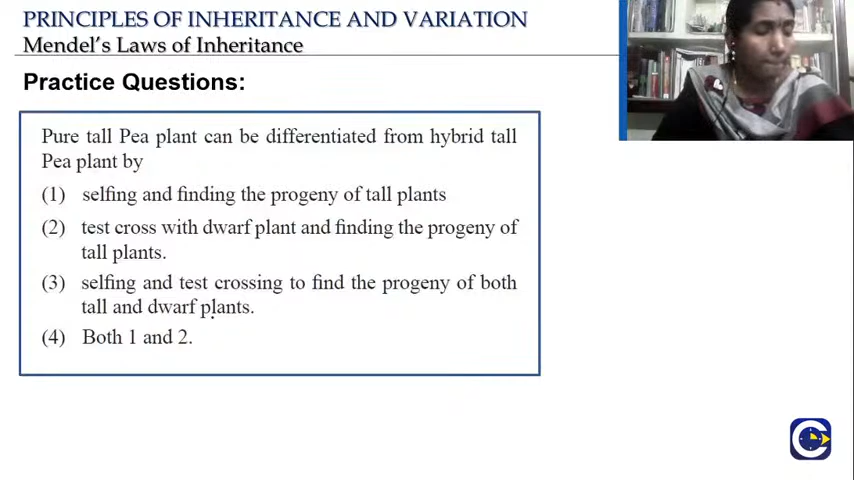 PRINCIPLES OF INHERITANCE AND VARIATION
Mendel's Laws of Inheritance
Practice Questions:
Pure tall Pea plant can be differentiated from hybrid tall
Pea plant by
(1) selfing and finding the progeny of tall plants
(2) test cross with dwarf plant and finding the progeny of
tall plants.
(3) selfing and test crossing to find the progeny of both
tall and dwarf plants.
(4) Both 1 and 2.